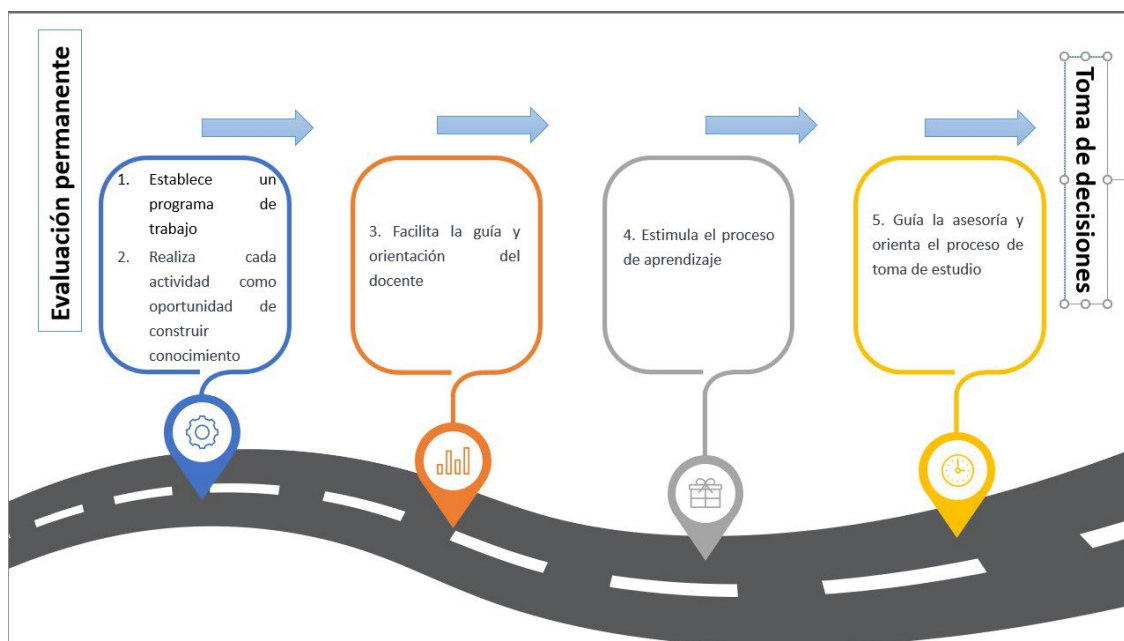 Evaluación permanente
1. Establece un
programa de
trabajo
2. Realiza cada
actividad como
oportunidad de
construir
conocimiento
3. Facilita la guía y
orientación del
docente
4. Estimula el proceso
de aprendizaje
5. Guía la asesoría y
orienta el proceso de
toma de estudio
Toma de decisiones